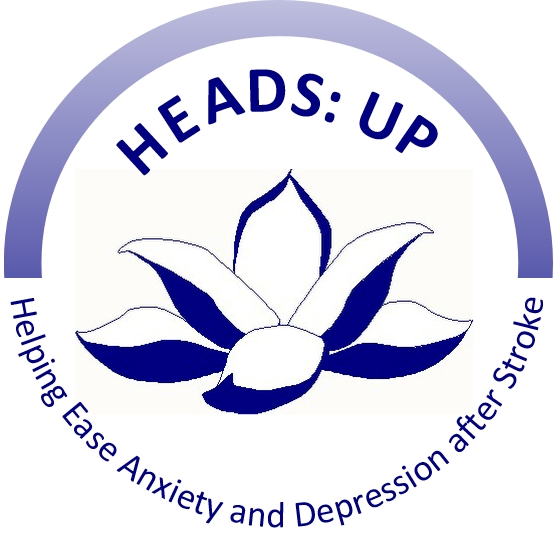 HEADS: UP
Helping Ease Anxiety and Depression after Stroke